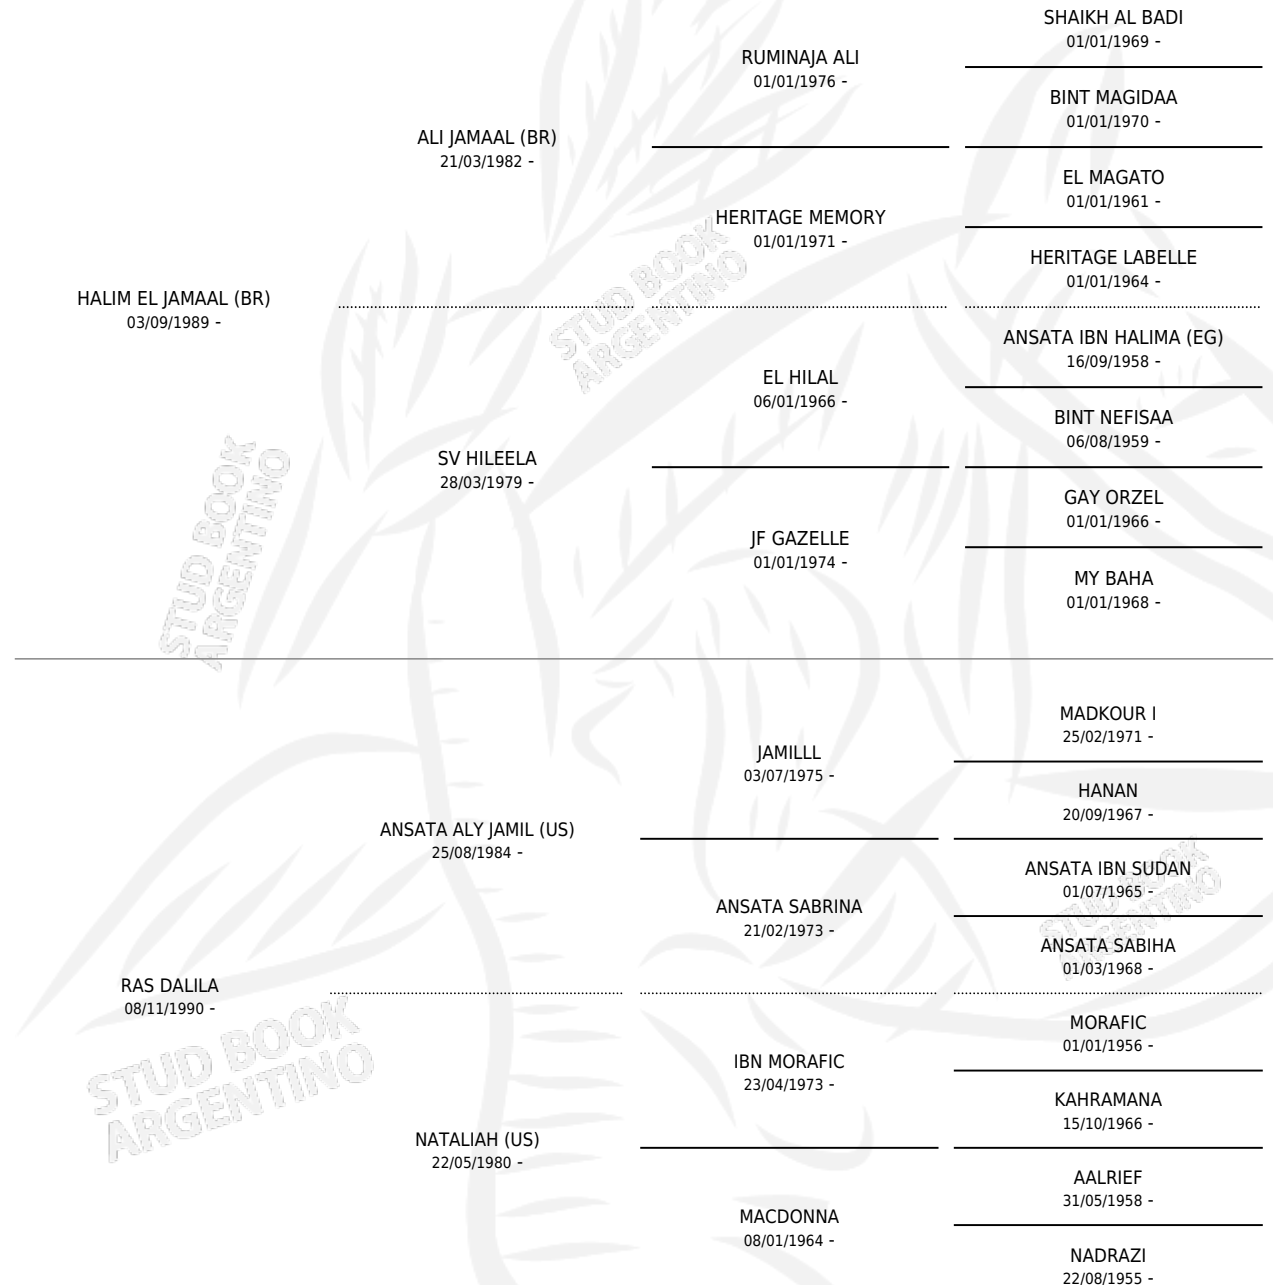 SHAIKH AL BADI
01/01/1969 -
RUMINAJA ALI
01/01/1976 -
BINT MAGIDAA
01/01/1970 -
ALI JAMAAL (BR)
21/03/1982 -
EL MAGATO
01/01/1961 -
HERITAGE MEMORY
01/01/1971 -
HERITAGE LABELLE
01/01/1964 -
HALIM EL JAMAAL (BR)
03/09/1989 -
ANSATA IBN HALIMA (EG)
16/09/1958 -
EL HILAL
06/01/1966 -
BINT NEFISAA
06/08/1959 -
SV HILEELA
28/03/1979 -
GAY ORZEL
01/01/1966 -
JF GAZELLE
01/01/1974 -
MY BAHA
01/01/1968 -
STUD BOOK
ARGENTINO
STUD BOOK
ARGENTINO
MADKOUR I
25/02/1971 -
JAMILLL
03/07/1975 -
HANAN
20/09/1967 -
ANSATA ALY JAMIL (US)
25/08/1984 -
ANSATA IBN SUDAN
01/07/1965 -
ANSATA SABRINA
21/02/1973 -
ANSATA SABIHA
01/03/1968 -
STUD BOOK
ARGENTINO
RAS DALILA
08/11/1990 -
MORAFIC
01/01/1956 -
IBN MORAFIC
23/04/1973 -
KAHRAMANA
15/10/1966 -
NATALIAH (US)
22/05/1980 -
AALRIEF
31/05/1958 -
MACDONNA
08/01/1964 -
NADRAZI
22/08/1955 -
STUD BOOK
ARGENTINO